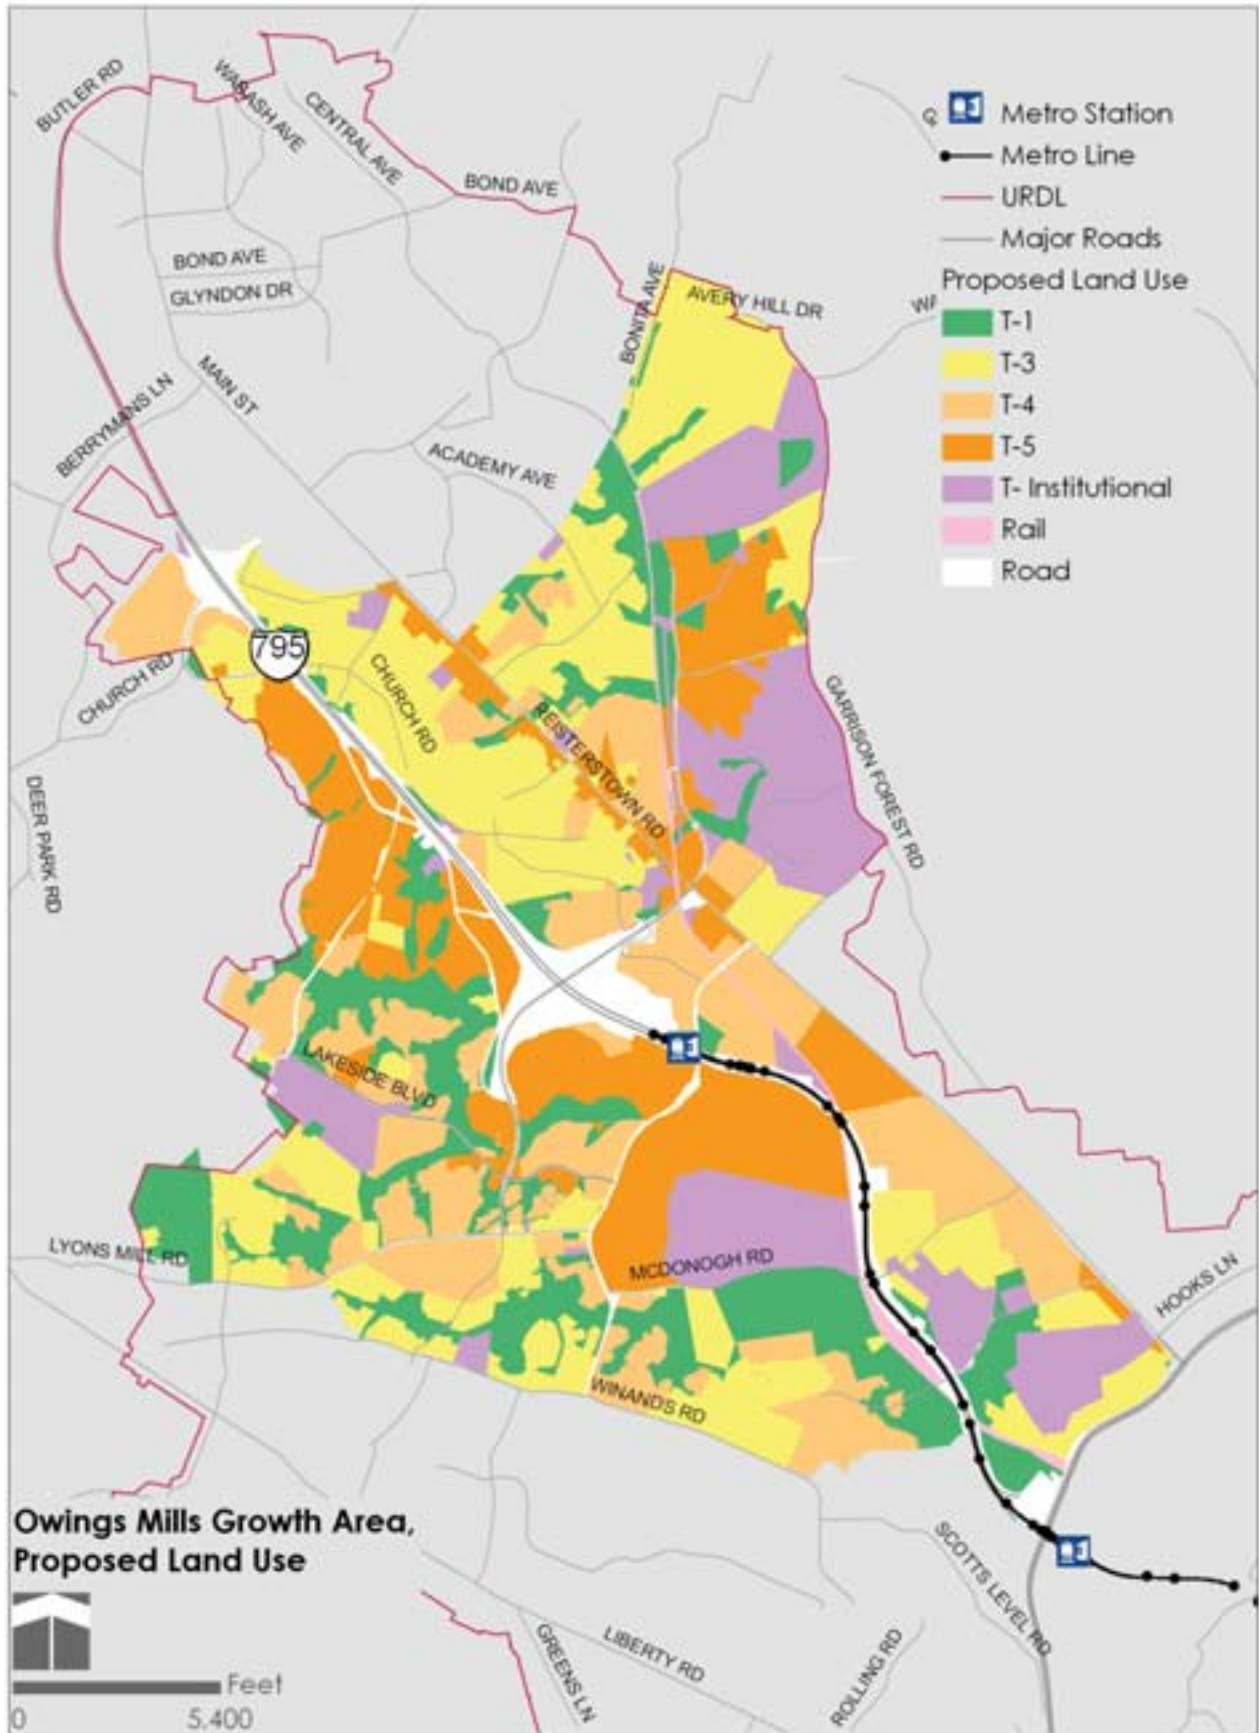 BUTLER RD
WABASH AVE
CENTRAL AVE
BOND AVE
BOND AVE
GLYNDON DR
BONITA AVE
AVERY HILL DR
MAIN ST
BERRYMANS LN
ACADEMY AVE
Metro Station
Metro Line
URDL
Major Roads
Proposed Land Use
T-1
T-3
T-4
T-5
T- Institutional
Rail
Road
795
CHURCH RD
CHURCH RD
REISTERSTOWN RD
GARRISON FOREST RD
DEER PARK RD
LAKESIDE BLVD
LYONS MILL RD
MCDONOGH RD
HOOKS LN
WINANDS RD
SCOTTS LEVEL RD
GREENS LN
LIBERTY RD
ROLLING RD
Owings Mills Growth Area,
Proposed Land Use
Feet
0 5,400